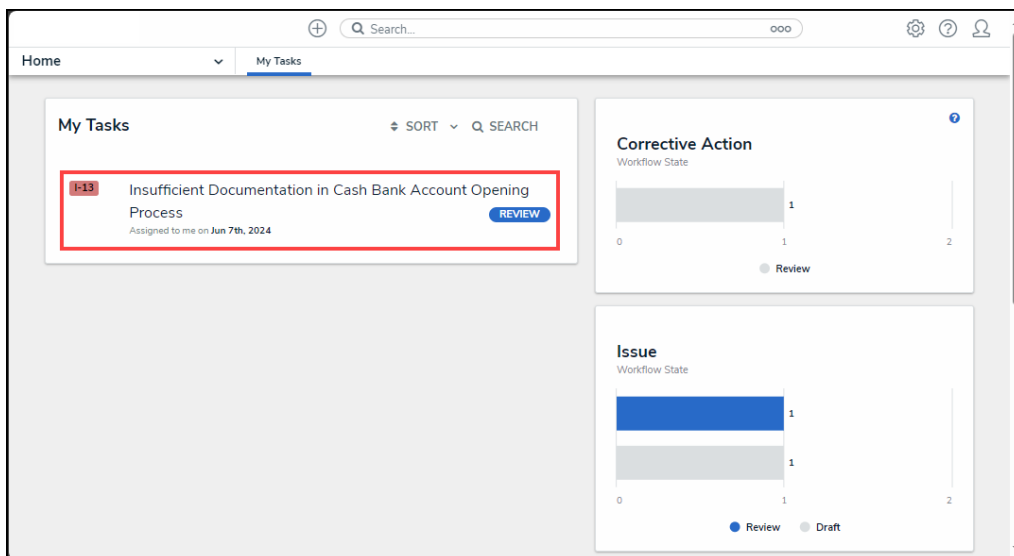 Search...
ooo
Home
My Tasks
My Tasks
SORT
SEARCH
I-13
Insufficient Documentation in Cash Bank Account Opening
Process
REVIEW
Assigned to me on Jun 7th, 2024
?
Corrective Action
Workflow State
1
0 1 2
Review
Issue
Workflow State
1
1
0 1 2
Review Draft